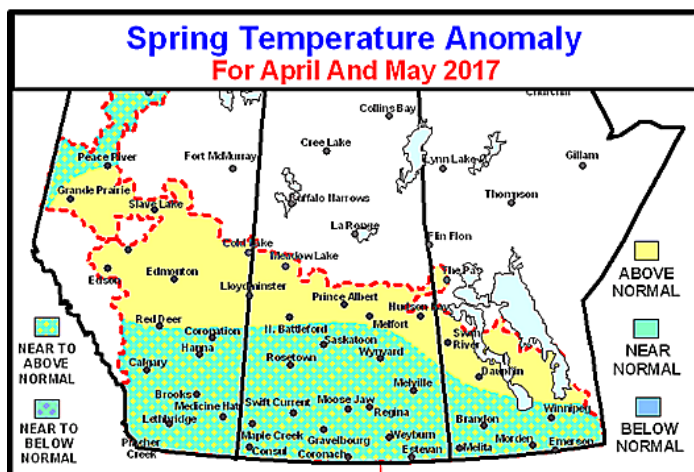 Spring Temperature Anomaly
For April And May 2017
Collins Bay
Cree Lake
Peace River
Fort McMurray
Lynn Lake
Gillam
Grande Prairie
Buffalo Narrows
Slave Lake
Thompson
La Ronge
Flin Flon
Cold Lake
Meadow Lake
The Pas
Edson
Edmonton
Lloydminster
Prince Albert
Hudson Bay
ABOVE
NORMAL
Red Deer
N. Battleford
Melfort
Coronation
Saskatoon
Swan
River
NEAR TO
ABOVE
NORMAL
Hanna
Rosetown
Wynyard
NEAR
NORMAL
Calgary
Dauphin
Brooks
Melville
Medicine Hat
Swift Current
Moose Jaw
Regina
Winnipeg
BELOW
NORMAL
NEAR TO
BELOW
NORMAL
Lethbridge
Brandon
Pincher
Creek
Maple Creek
Gravelbourg
Weyburn
Morden
Consul
Coronach
Estevan
Melita
Emerson